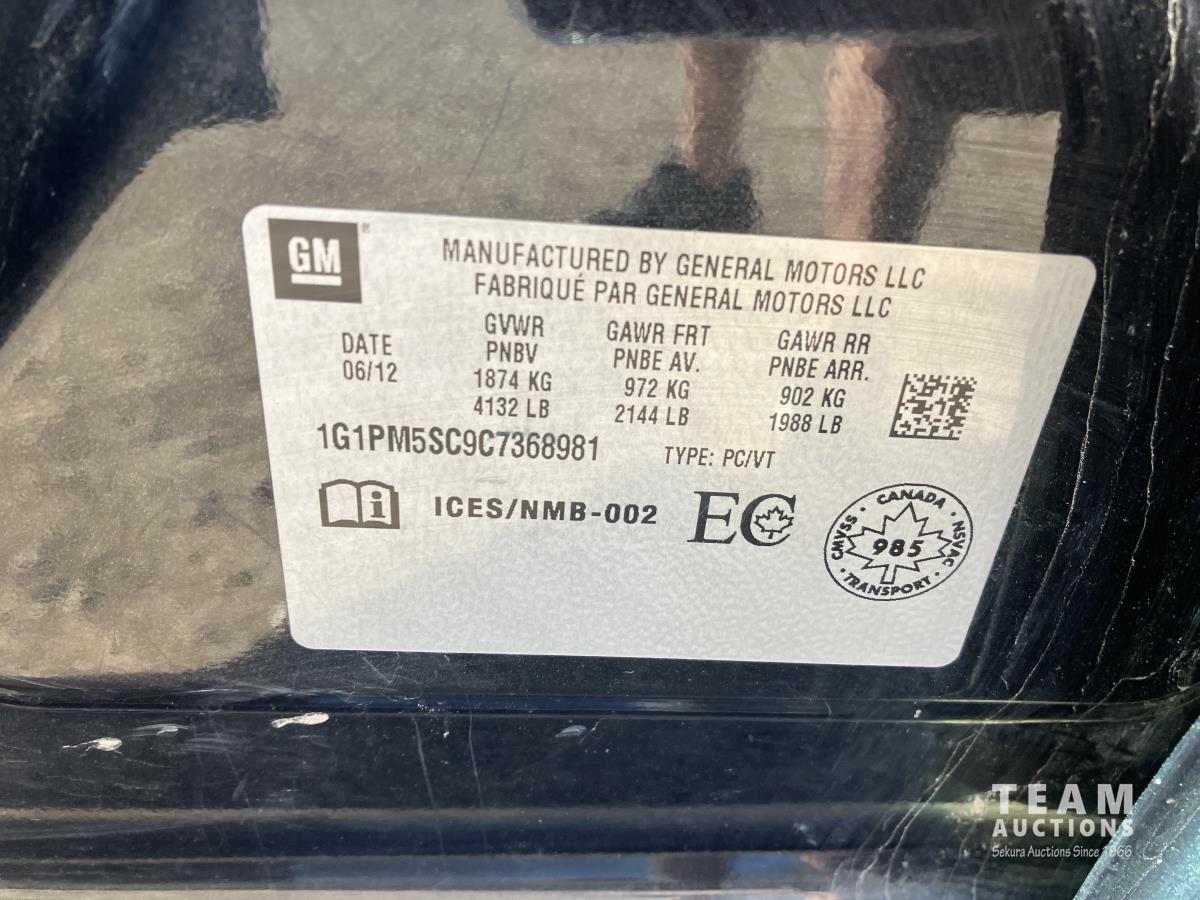 GM
®
MANUFACTURED BY GENERAL MOTORS LLC
FABRIQUÉ PAR GENERAL MOTORS LLC
DATE
06/12
GVWR
PNBV
1874 KG
4132 LB
GAWR FRT
PNBE AV.
972 KG
2144 LB
GAWR RR
PNBE ARR.
902 KG
1988 LB
1G1PM5SC9C7368981
TYPE: PC/VT
i
ICES/NMB-002
EC
CANADA
CMVSS
985
NSVAC
TRANSPORT
TEAM
AUCTIONS
Sekura Auctions Since 1966